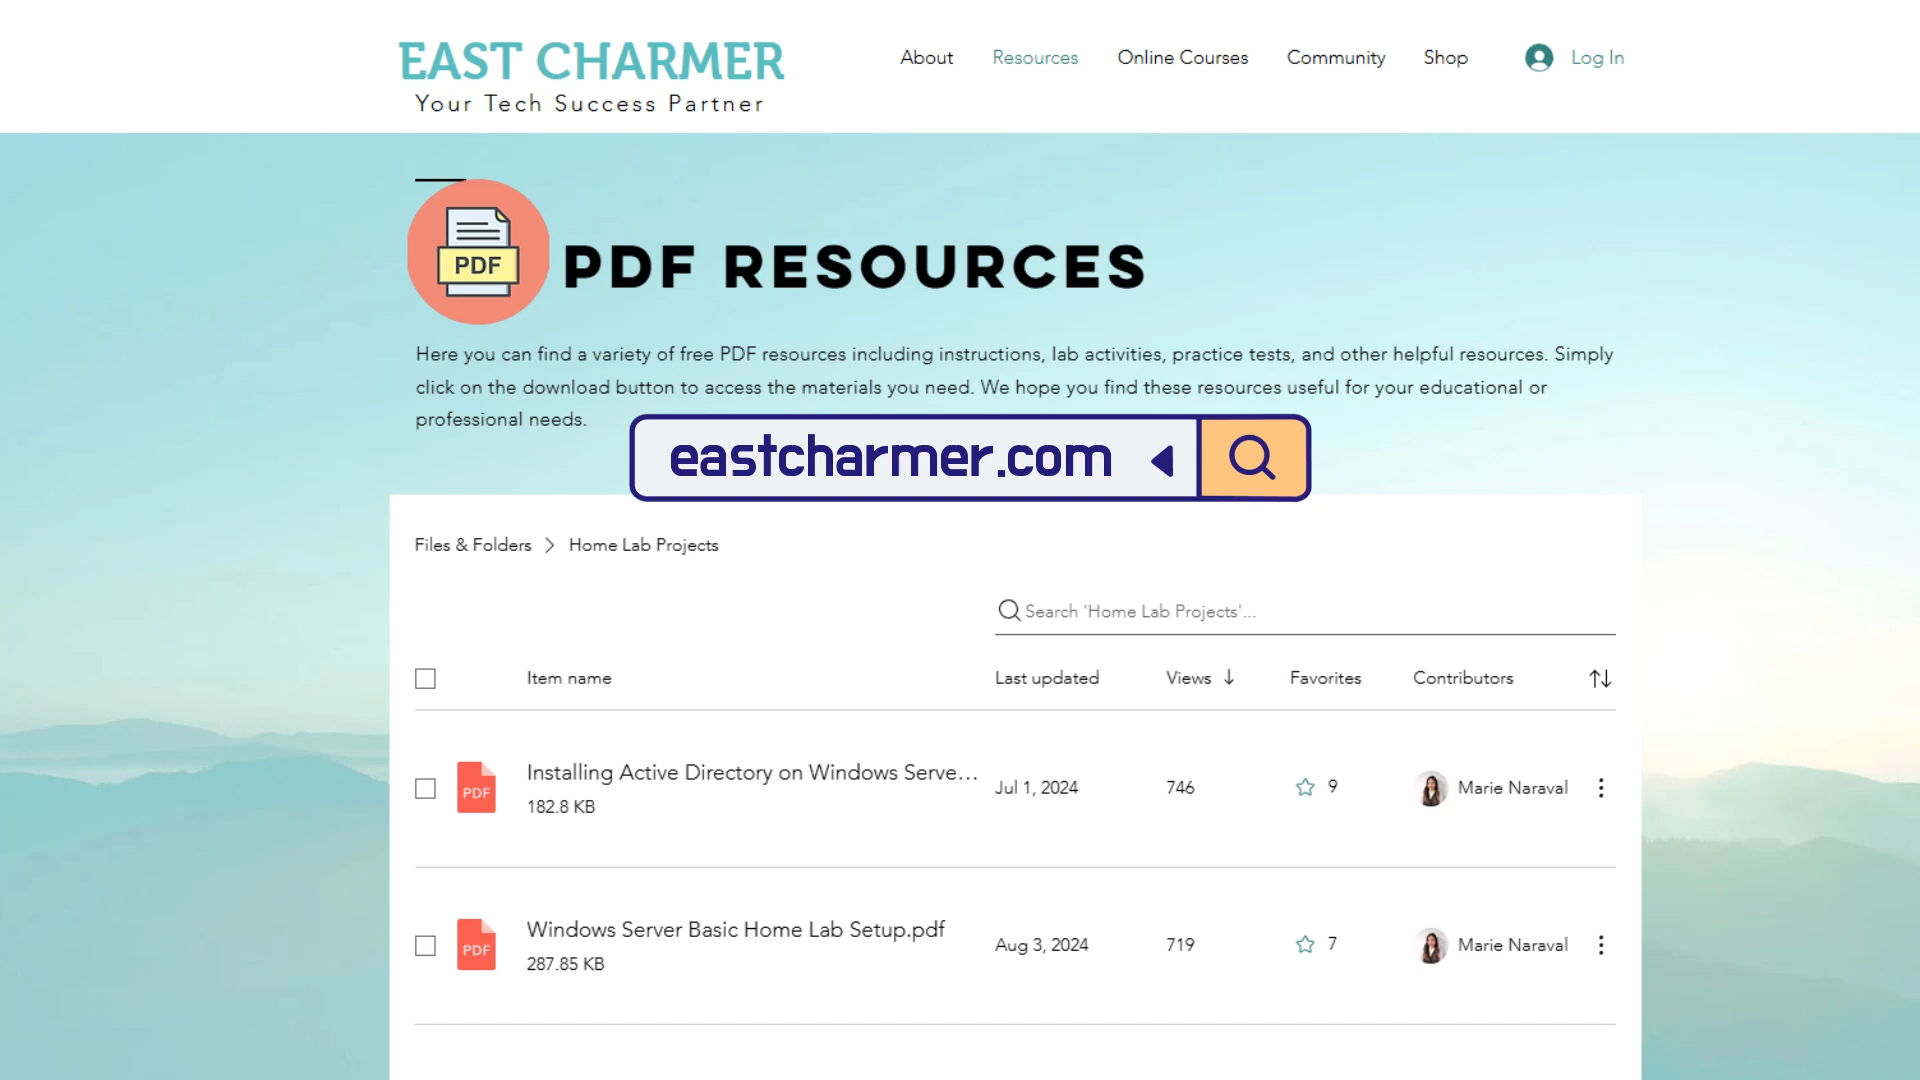 EAST CHARMER
Your Tech Success Partner
About
Resources
Online Courses
Community
Shop
Log In
PDF
PDF RESOURCES
Here you can find a variety of free PDF resources including instructions, lab activities, practice tests, and other helpful resources. Simply
click on the download button to access the materials you need. We hope you find these resources useful for your educational or
professional needs.
eastcharmer.com
Files & Folders
Home Lab Projects
Search 'Home Lab Projects'...
Item name
Last updated
Views
Favorites
Contributors
PDF
Installing Active Directory on Windows Serve...
182.8 KB
Jul 1, 2024
746
9
Marie Naraval
PDF
Windows Server Basic Home Lab Setup.pdf
287.85 KB
Aug 3, 2024
719
7
Marie Naraval